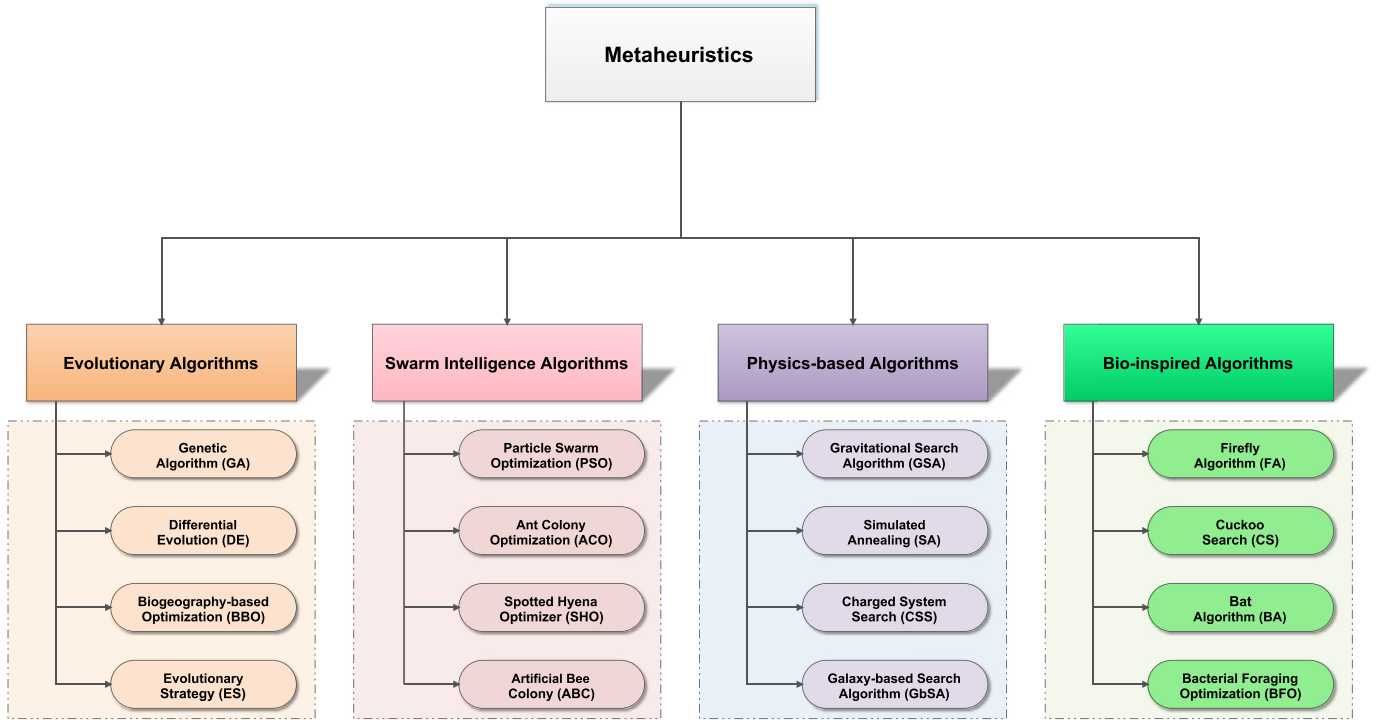 Metaheuristics
Evolutionary Algorithms
Genetic
Algorithm (GA)
Differential
Evolution (DE)
Biogeography-based
Optimization (BBO)
Evolutionary
Strategy (ES)
Swarm Intelligence Algorithms
Particle Swarm
Optimization (PSO)
Ant Colony
Optimization (ACO)
Spotted Hyena
Optimizer (SHO)
Artificial Bee
Colony (ABC)
Physics-based Algorithms
Gravitational Search
Algorithm (GSA)
Simulated
Annealing (SA)
Charged System
Search (CSS)
Galaxy-based Search
Algorithm (GbSA)
Bio-inspired Algorithms
Firefly
Algorithm (FA)
Cuckoo
Search (CS)
Bat
Algorithm (BA)
Bacterial Foraging
Optimization (BFO)